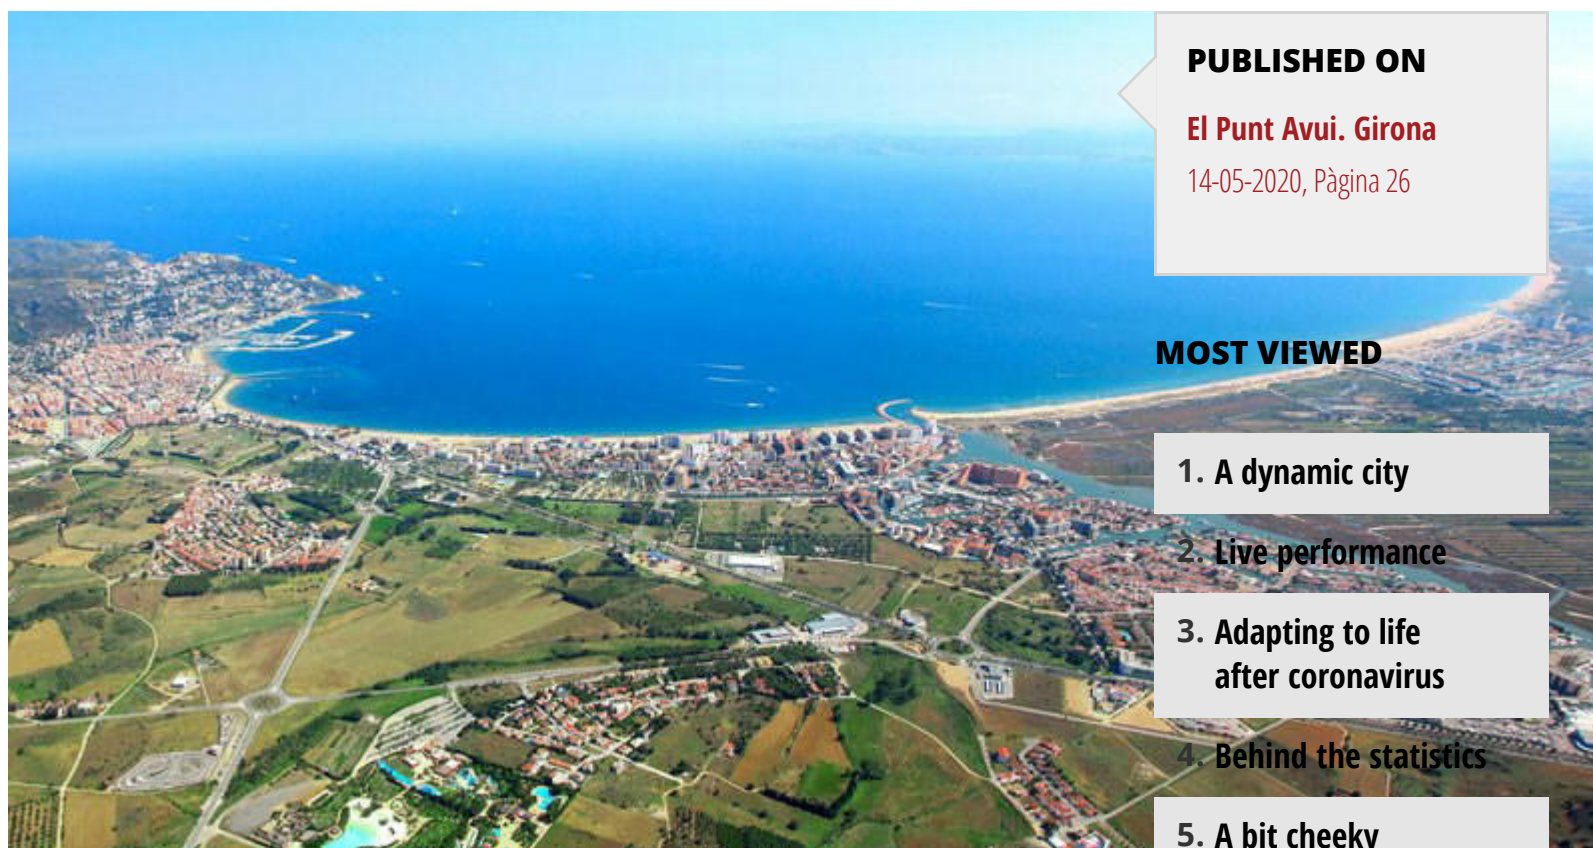 PUBLISHED ON
El Punt Avui. Girona
14-05-2020, Pàgina 26
MOST VIEWED
1. A dynamic city
2. Live performance
3. Adapting to life
after coronavirus
4. Behind the statistics
5. A bit cheeky